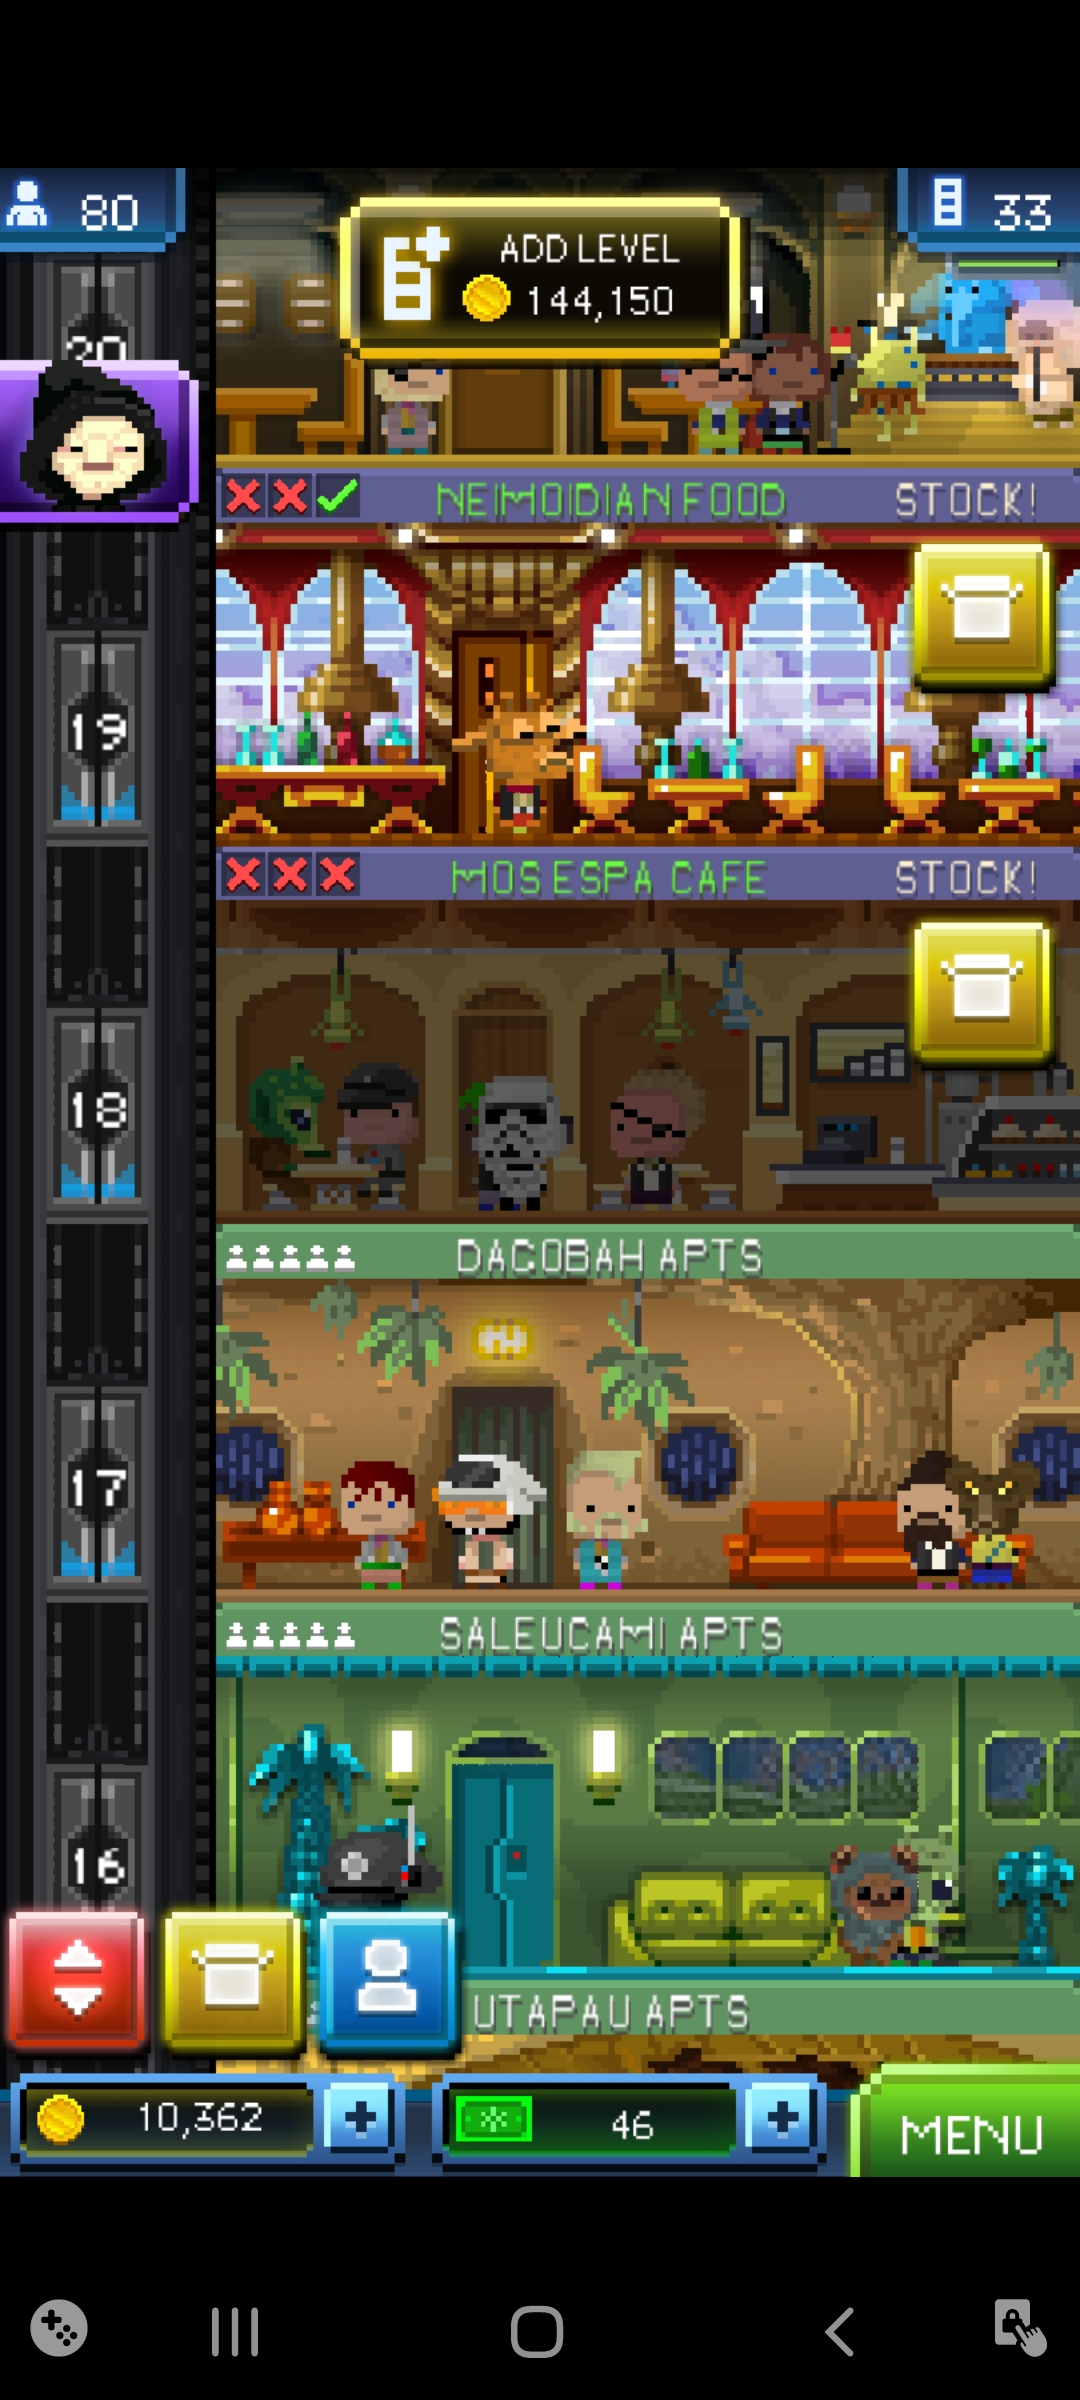 80
ADD LEVEL
144,150
33
20
NEIMOIDIAN FOOD STOCK!
19
MOS ESPA CAFE STOCK!
18
DAGOBAH APTS
17
SALEUCAMI APTS
16
UTAPAU APTS
10,362
46
MENU